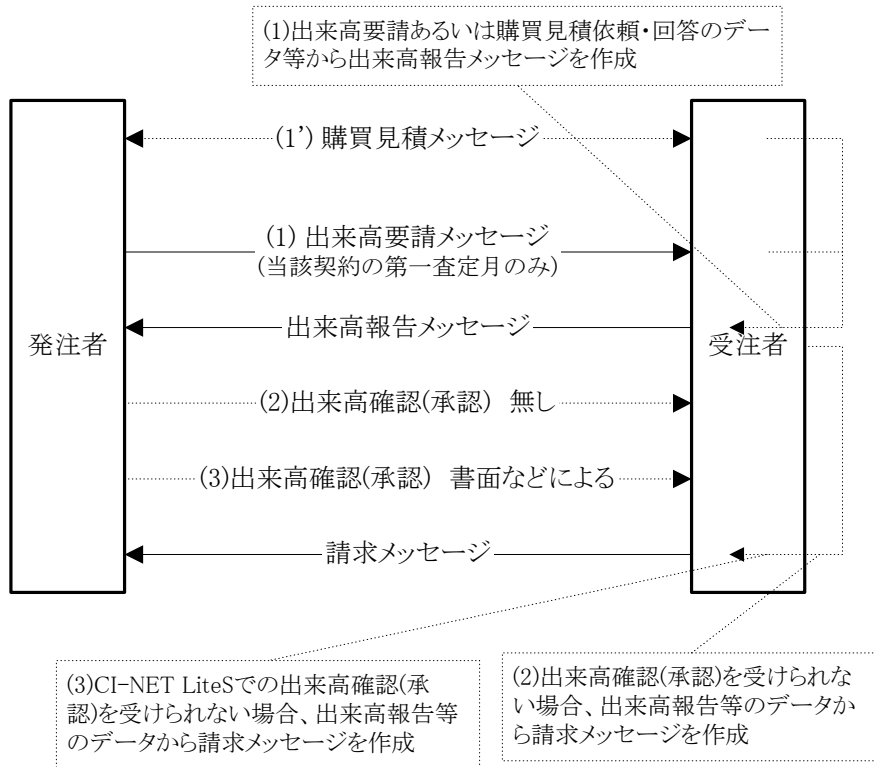 (1)出来高要請あるいは購買見積依頼・回答のデー
タ等から出来高報告メッセージを作成
(1’) 購買見積メッセージ
(1) 出来高要請メッセージ
(当該契約の第一査定月のみ)
出来高報告メッセージ
発注者
受注者
(2)出来高確認(承認) 無し
(3)出来高確認(承認) 書面などによる
請求メッセージ
(3)CI-NET LiteSでの出来高確認(承
認)を受けられない場合、出来高報告等
のデータから請求メッセージを作成
(2)出来高確認(承認)を受けられな
い場合、出来高報告等のデータか
ら請求メッセージを作成